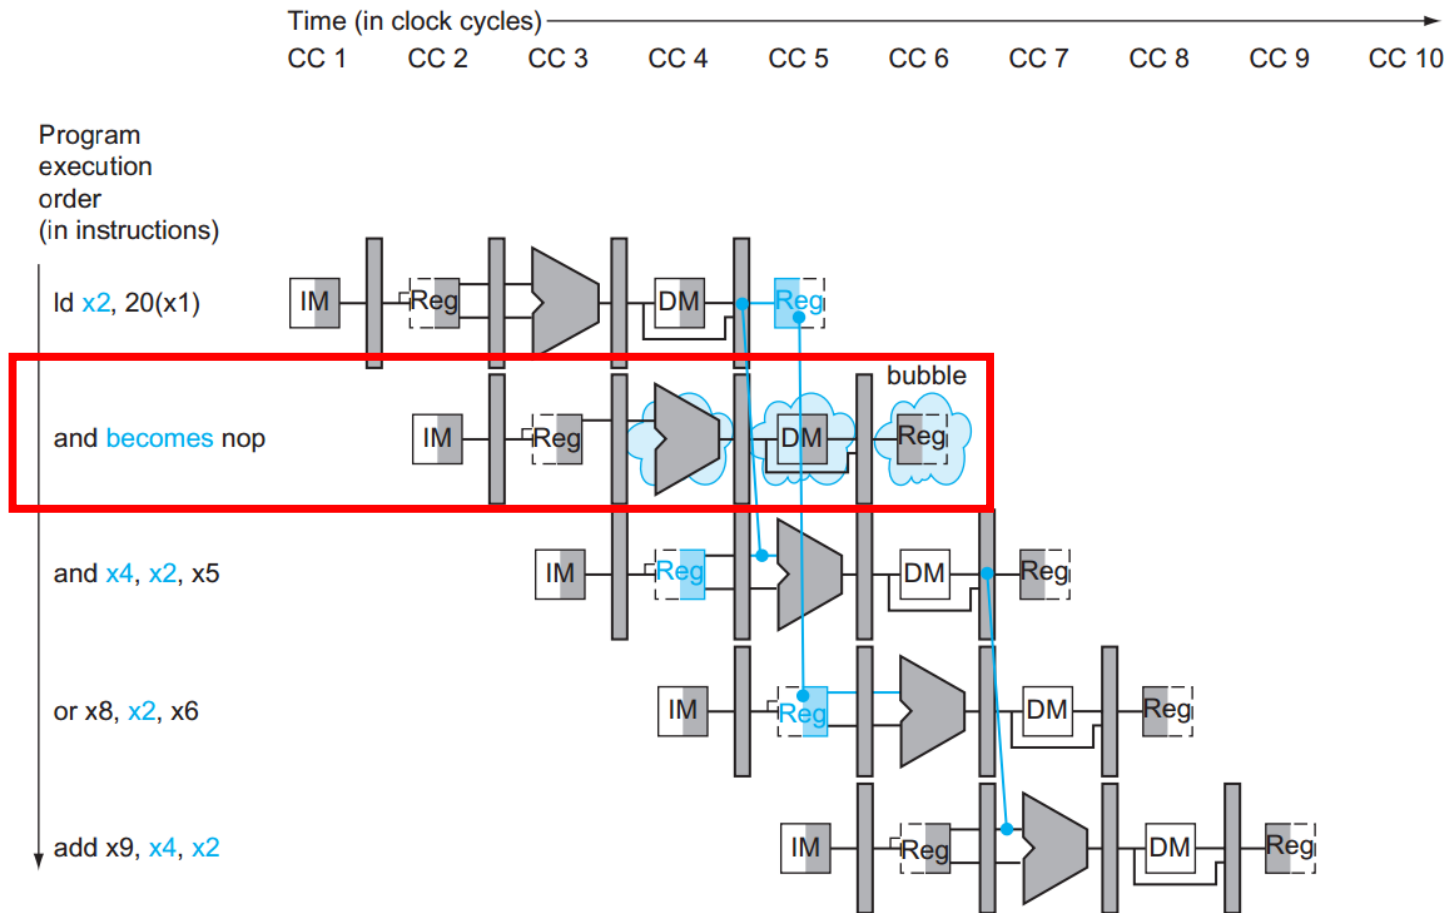 Time (in clock cycles)
CC 1 CC 2 CC 3 CC 4 CC 5 CC 6 CC 7 CC 8 CC 9 CC 10
Program
execution
order
(in instructions)
ld x2, 20(x1)
IM Reg DM Reg
bubble
and becomes nop
IM Reg DM Reg
and x4, x2, x5
IM Reg DM Reg
or x8, x2, x6
IM Reg DM Reg
add x9, x4, x2
IM Reg DM Reg